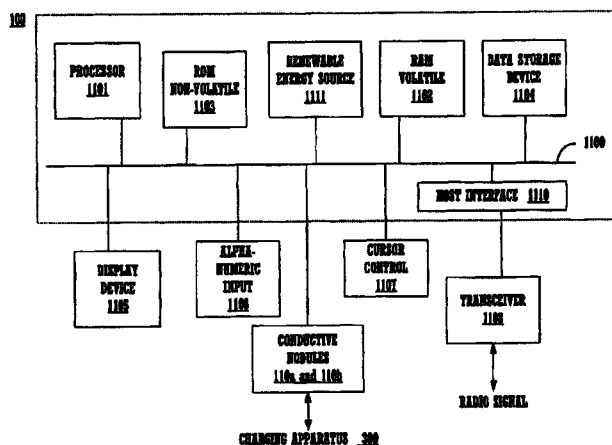 100
PROCESSOR
1101
ROM
NON-VOLATILE
1103
RENEWABLE
ENERGY SOURCE
1111
RAM
VOLATILE
1102
DATA STORAGE
DEVICE
1104
1100
HOST INTERFACE 1110
DISPLAY
DEVICE
1105
ALPHA-
NUMERIC
INPUT
1106
CURSOR
CONTROL
1107
TRANSCEIVER
1108
CONDUCTIVE
NODULES
110a and 110b
RADIO SIGNAL
CHARGING APPARATUS 300